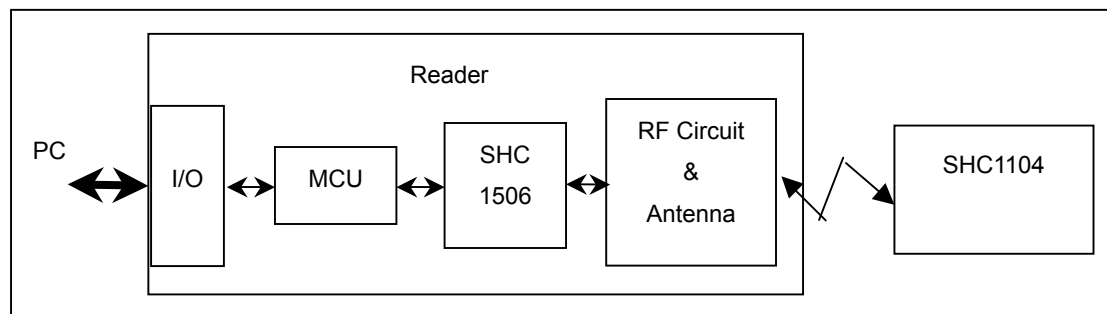 Reader
PC
I/O
MCU
SHC
1506
RF Circuit
&
Antenna
SHC1104